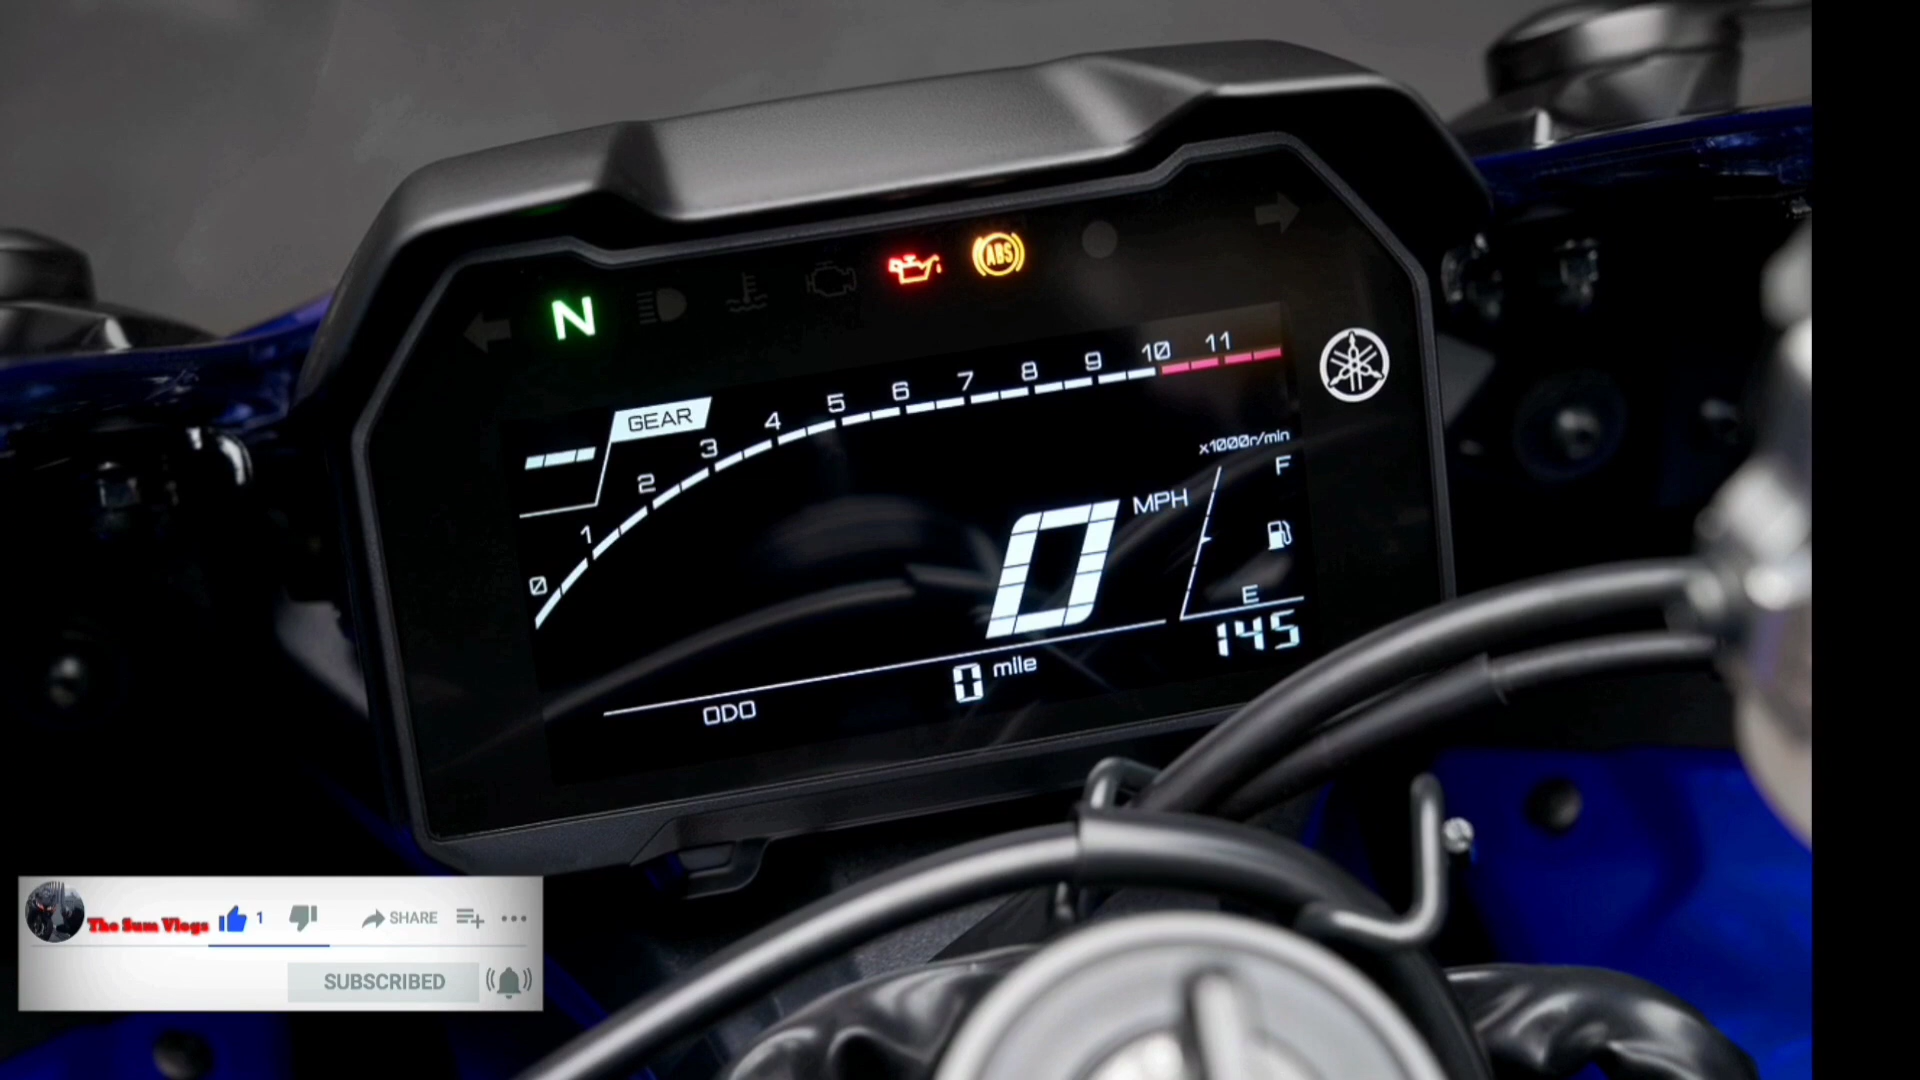 N
ABS
GEAR
0 1 2 3 4 5 6 7 8 9 10 11
x1000r/min
F
0 MPH
E
145
ODO 0 mile
The Sum Vlogs 1 SHARE
SUBSCRIBED